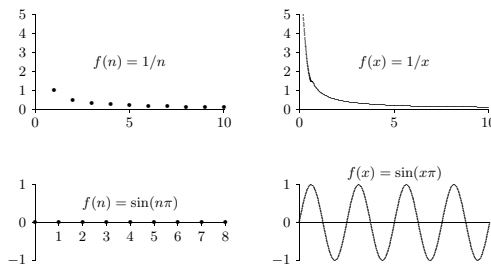 5
4
3
2
1
0
f(n) = 1/n
0 5 10
5
4
3
2
1
0
f(x) = 1/x
0 5 10
1
0
−1
f(n) = sin(nπ)
1 2 3 4 5 6 7 8
1
0
−1
f(x) = sin(xπ)